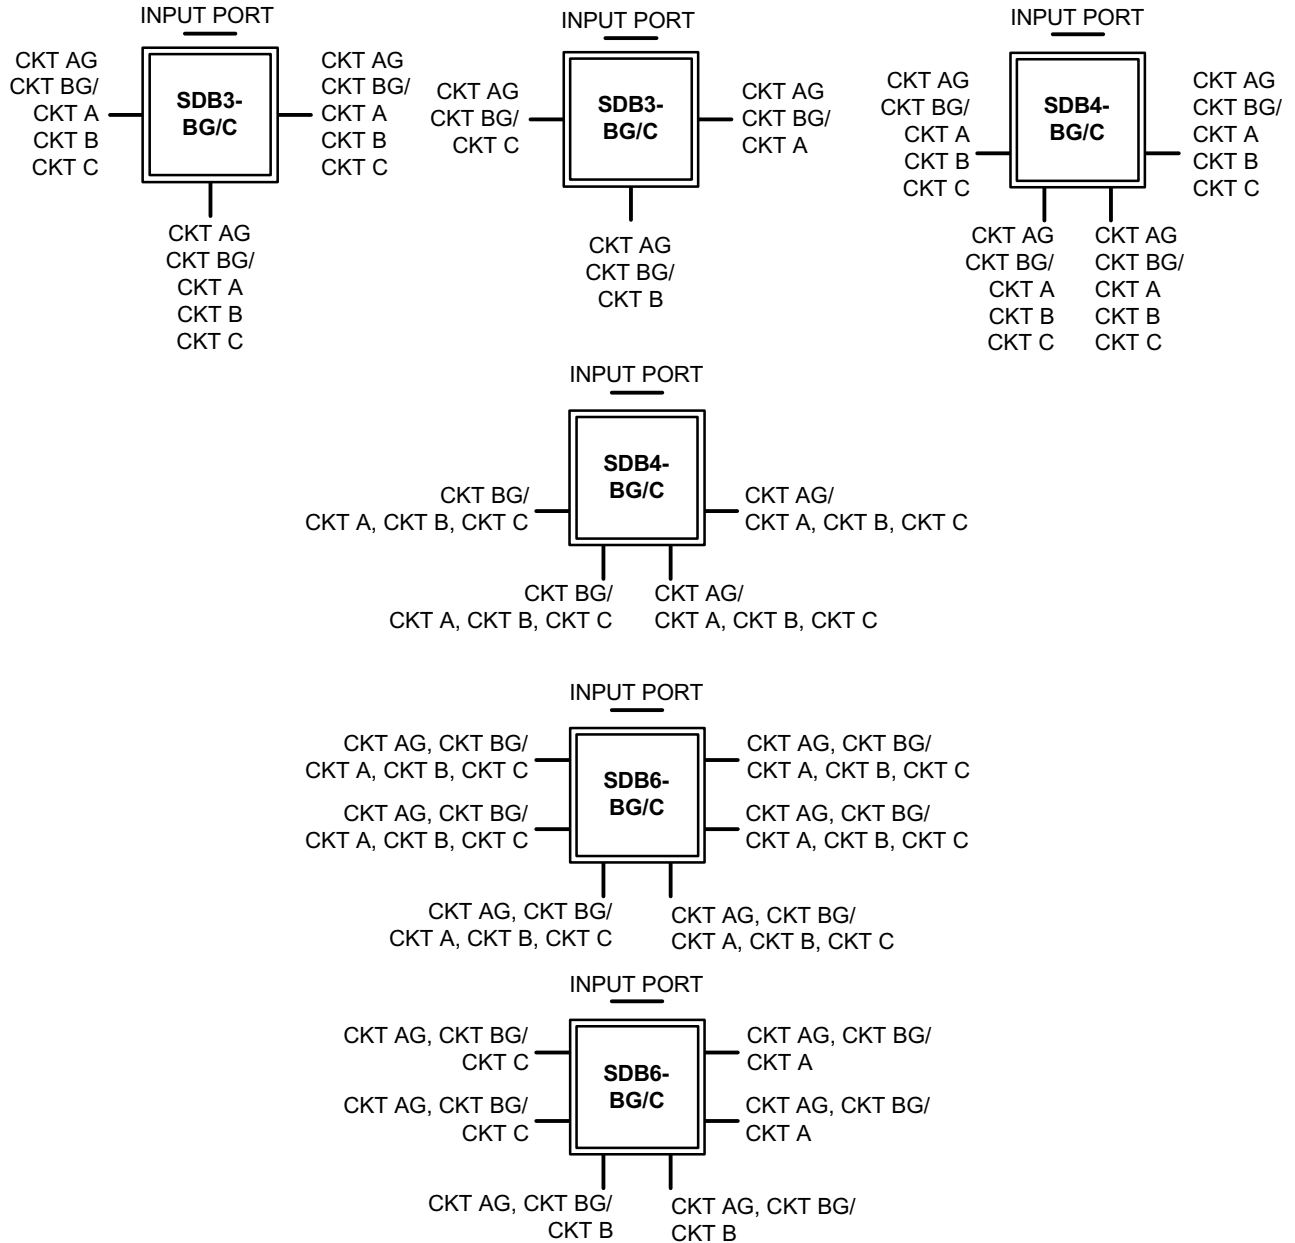 INPUT PORT
CKT AG
CKT BG/
CKT A
CKT B
CKT C
SDB3-
BG/C
CKT AG
CKT BG/
CKT A
CKT B
CKT C
CKT AG
CKT BG/
CKT A
CKT B
CKT C
INPUT PORT
CKT AG
CKT BG/
CKT C
SDB3-
BG/C
CKT AG
CKT BG/
CKT A
CKT AG
CKT BG/
CKT B
INPUT PORT
CKT AG
CKT BG/
CKT A
CKT B
CKT C
SDB4-
BG/C
CKT AG
CKT BG/
CKT A
CKT B
CKT C
CKT AG
CKT BG/
CKT A
CKT B
CKT C
CKT AG
CKT BG/
CKT A
CKT B
CKT C
INPUT PORT
SDB4-
BG/C
CKT BG/
CKT A, CKT B, CKT C
CKT AG/
CKT A, CKT B, CKT C
CKT BG/
CKT A, CKT B, CKT C
CKT AG/
CKT A, CKT B, CKT C
INPUT PORT
CKT AG, CKT BG/
CKT A, CKT B, CKT C
CKT AG, CKT BG/
CKT A, CKT B, CKT C
SDB6-
BG/C
CKT AG, CKT BG/
CKT A, CKT B, CKT C
CKT AG, CKT BG/
CKT A, CKT B, CKT C
CKT AG, CKT BG/
CKT A, CKT B, CKT C
CKT AG, CKT BG/
CKT A, CKT B, CKT C
INPUT PORT
CKT AG, CKT BG/
CKT C
CKT AG, CKT BG/
CKT C
SDB6-
BG/C
CKT AG, CKT BG/
CKT A
CKT AG, CKT BG/
CKT A
CKT AG, CKT BG/
CKT B
CKT AG, CKT BG/
CKT B